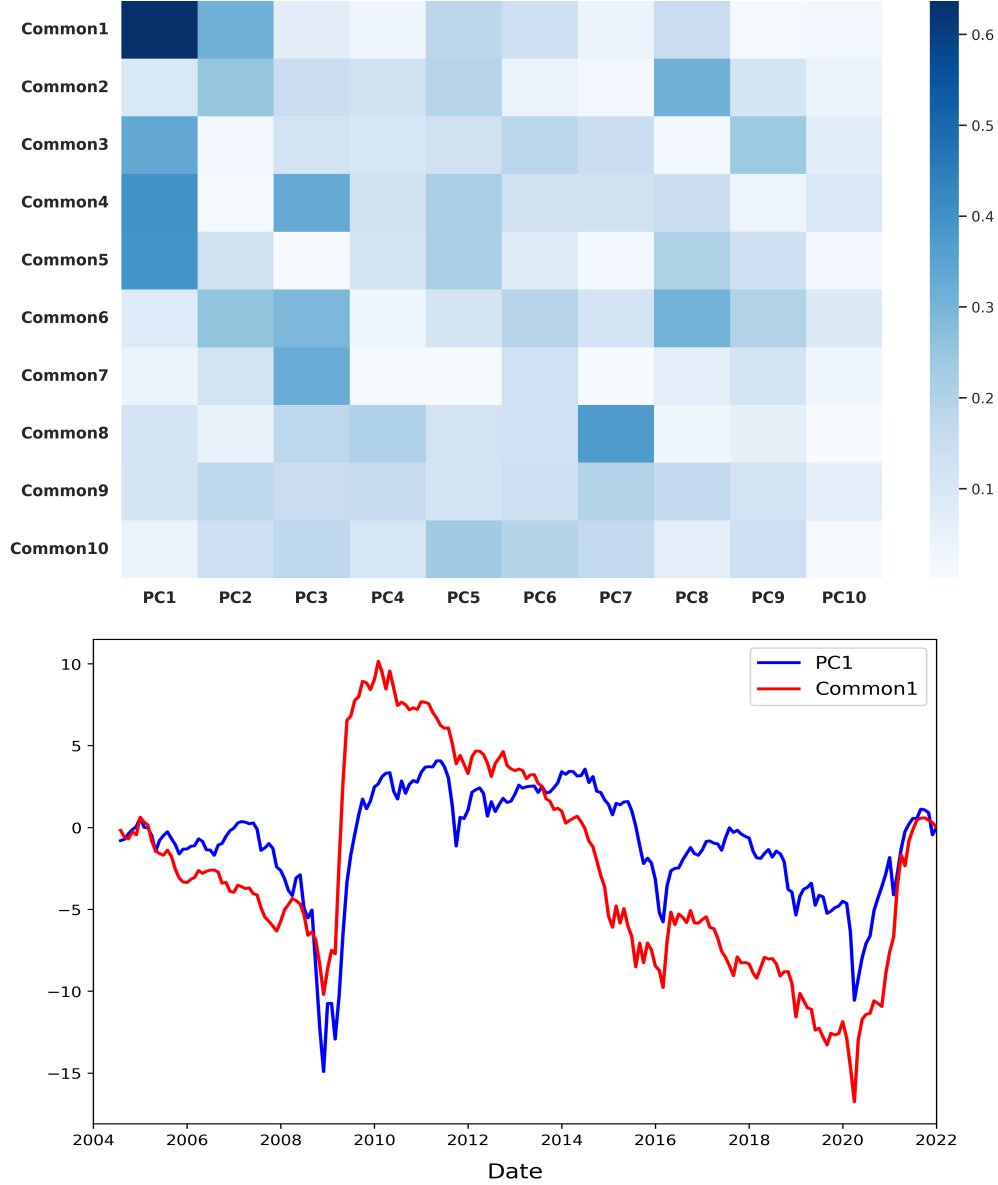 Common1
Common2
Common3
Common4
Common5
Common6
Common7
Common8
Common9
Common10
PC1 PC2 PC3 PC4 PC5 PC6 PC7 PC8 PC9 PC10
0.6
0.5
0.4
0.3
0.2
0.1
PC1
Common1
10
5
0
−5
−10
−15
2004 2006 2008 2010 2012 2014 2016 2018 2020 2022
Date